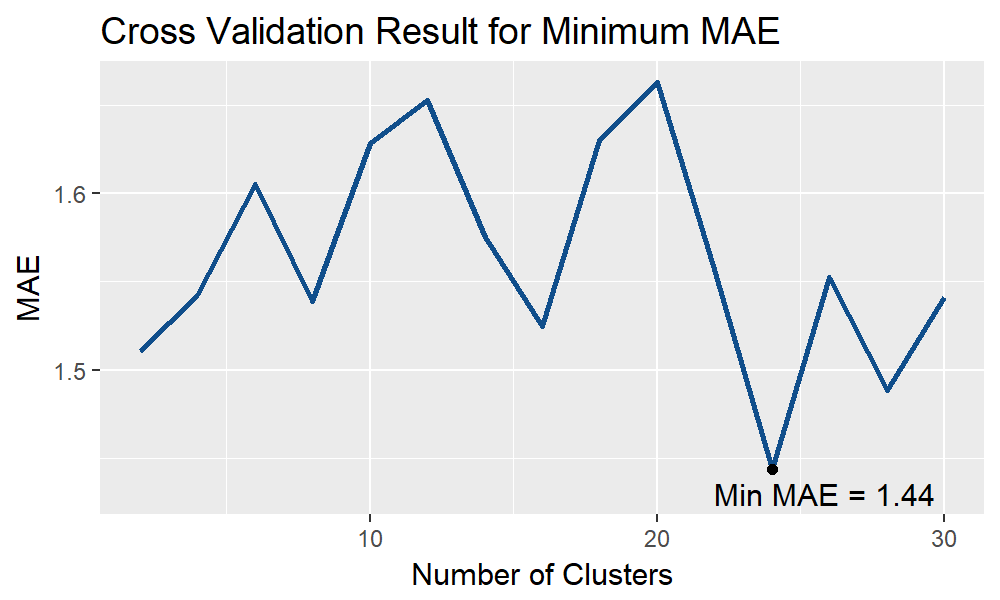 Cross Validation Result for Minimum MAE
MAE
1.6
1.5
Min MAE = 1.44
10
20
30
Number of Clusters